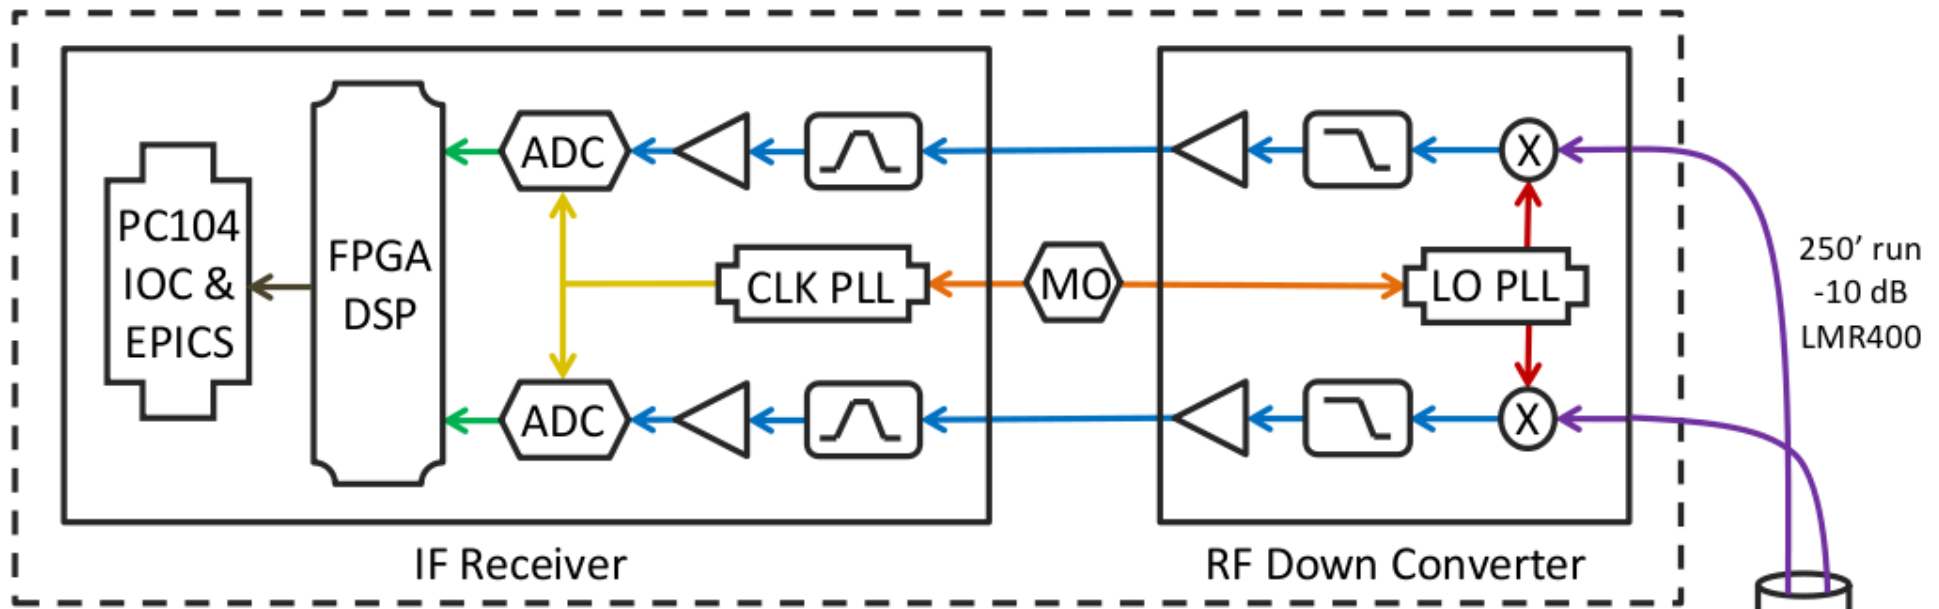 ADC
X
PC104
IOC &
EPICS
FPGA
DSP
CLK PLL
MO
LO PLL
250’ run
-10 dB
LMR400
ADC
X
IF Receiver
RF Down Converter